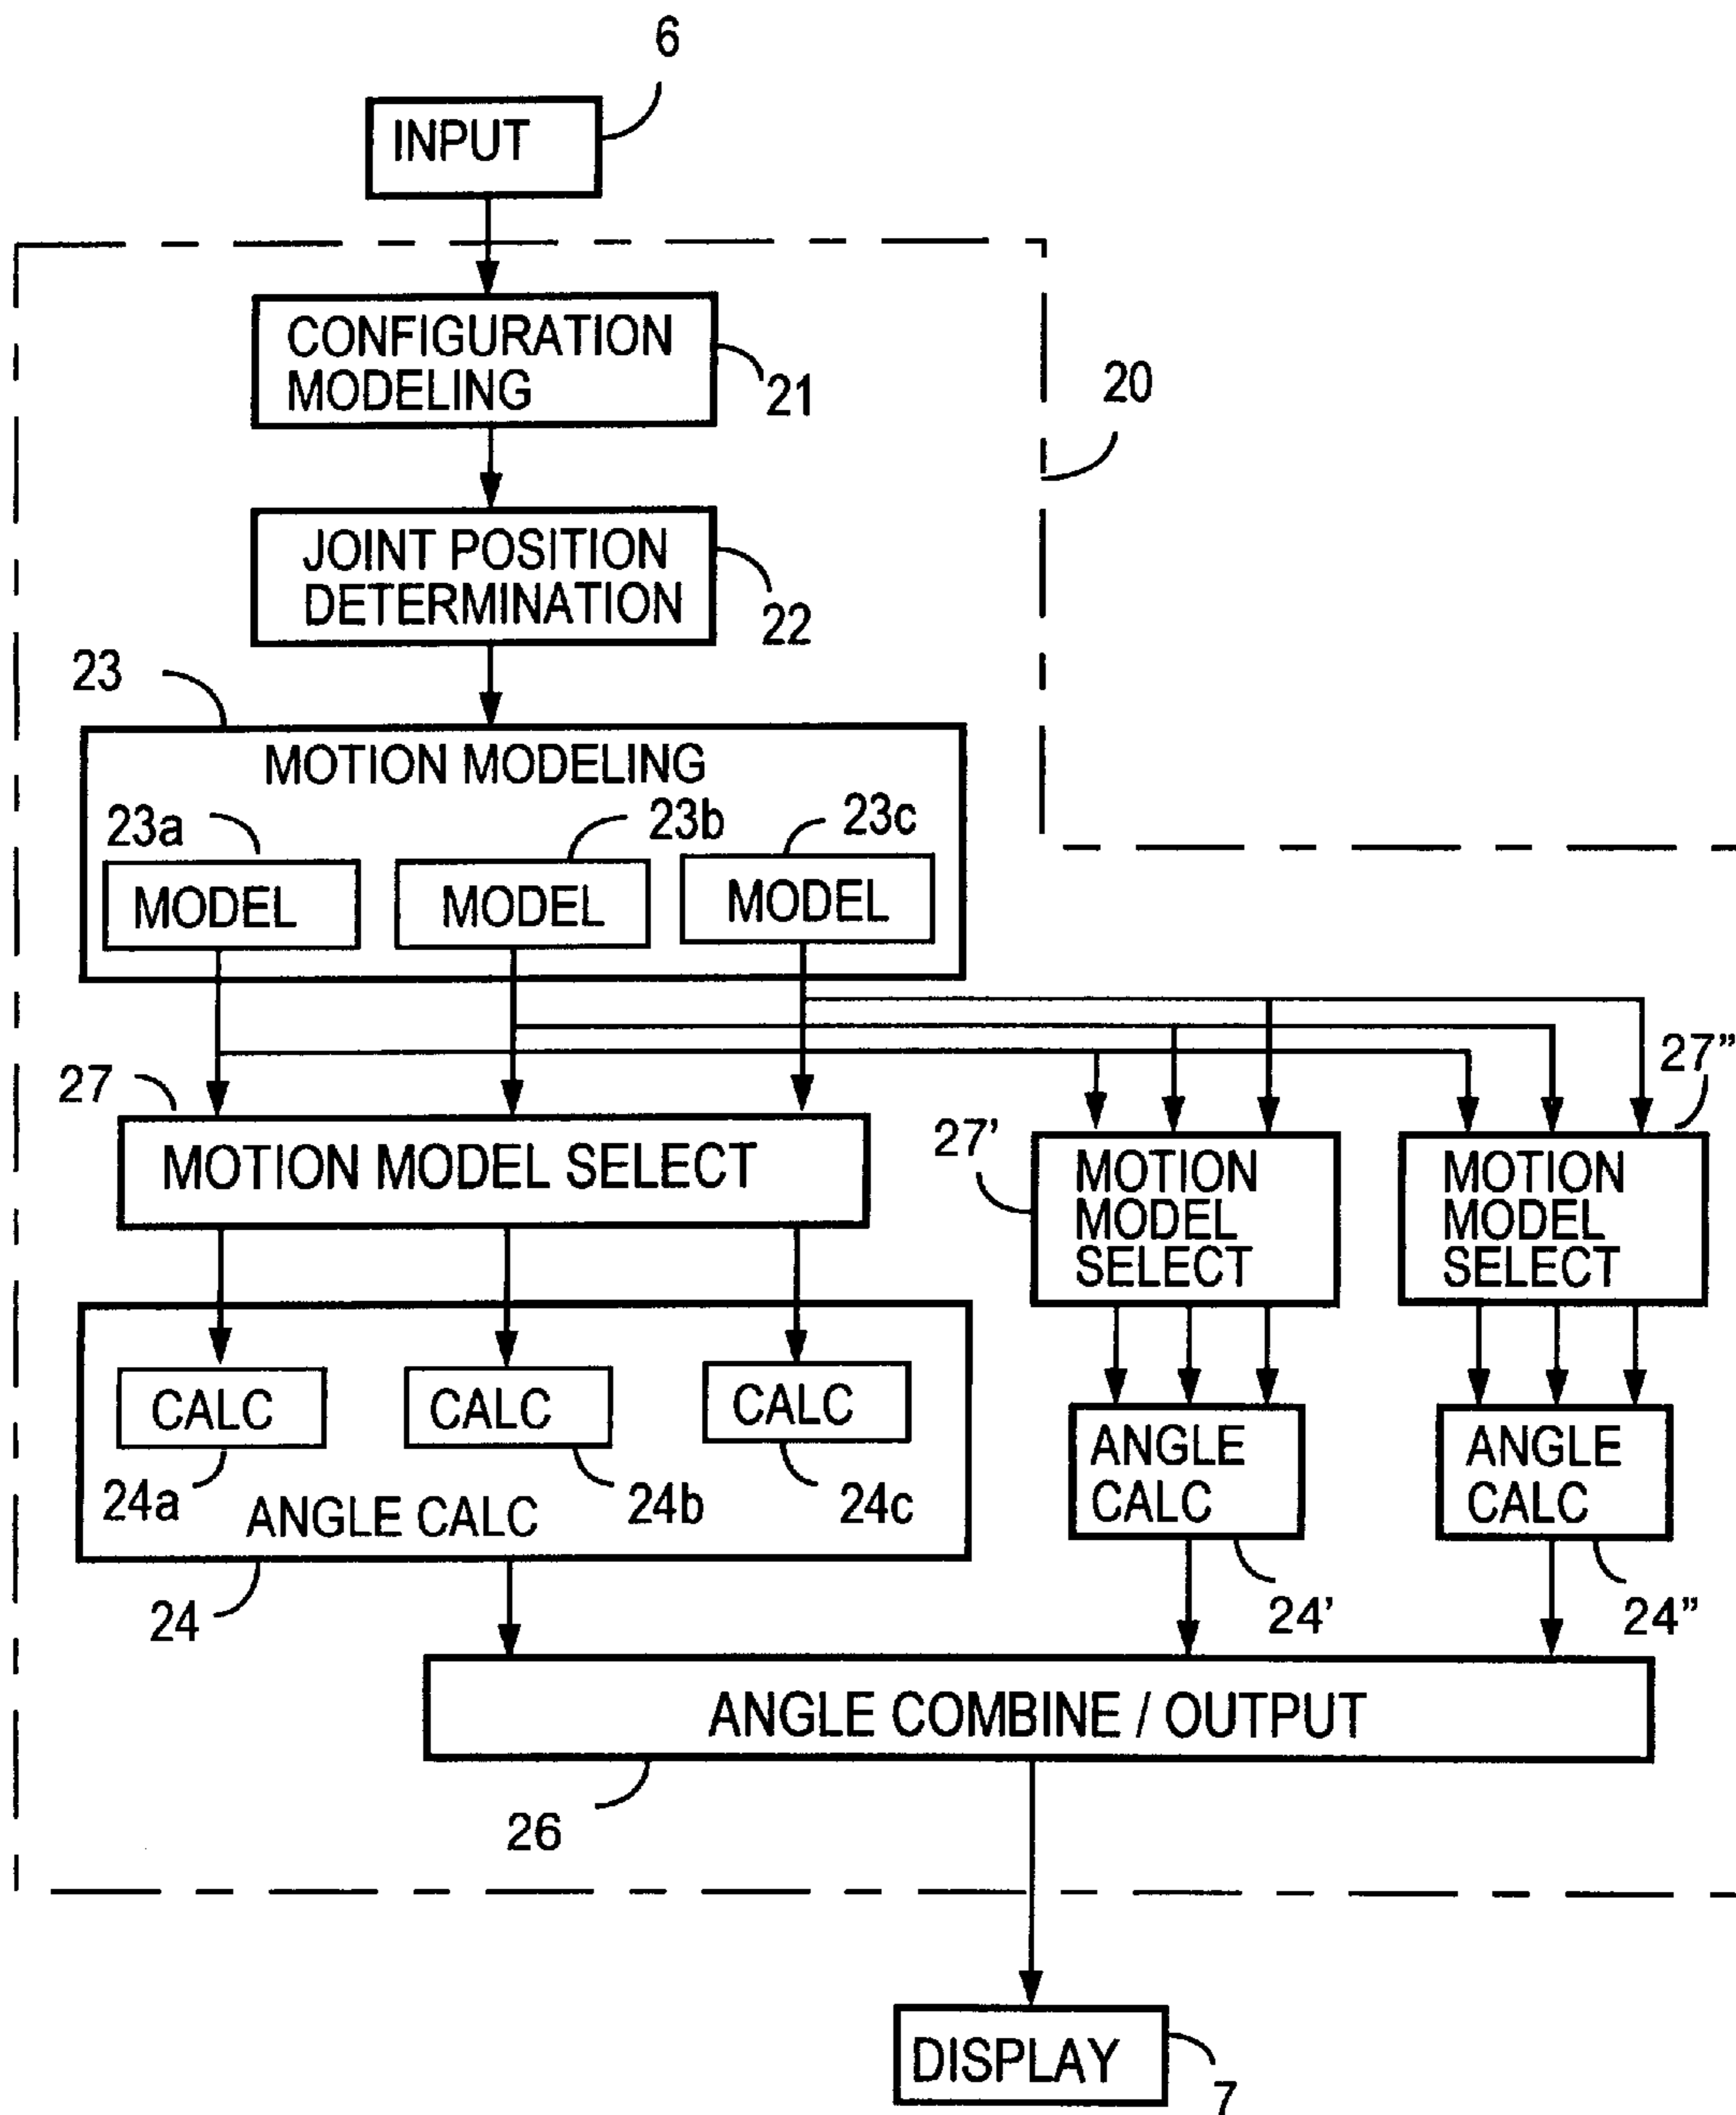 6
INPUT
CONFIGURATION
MODELING
21
20
JOINT POSITION
DETERMINATION
22
23
MOTION MODELING
23a
23b
23c
MODEL
MODEL
MODEL
27
27'
27"
MOTION MODEL SELECT
MOTION
MODEL
SELECT
MOTION
MODEL
SELECT
CALC
CALC
CALC
24a
24b
24c
ANGLE CALC
ANGLE
CALC
ANGLE
CALC
24
24'
24"
ANGLE COMBINE / OUTPUT
26
DISPLAY
7